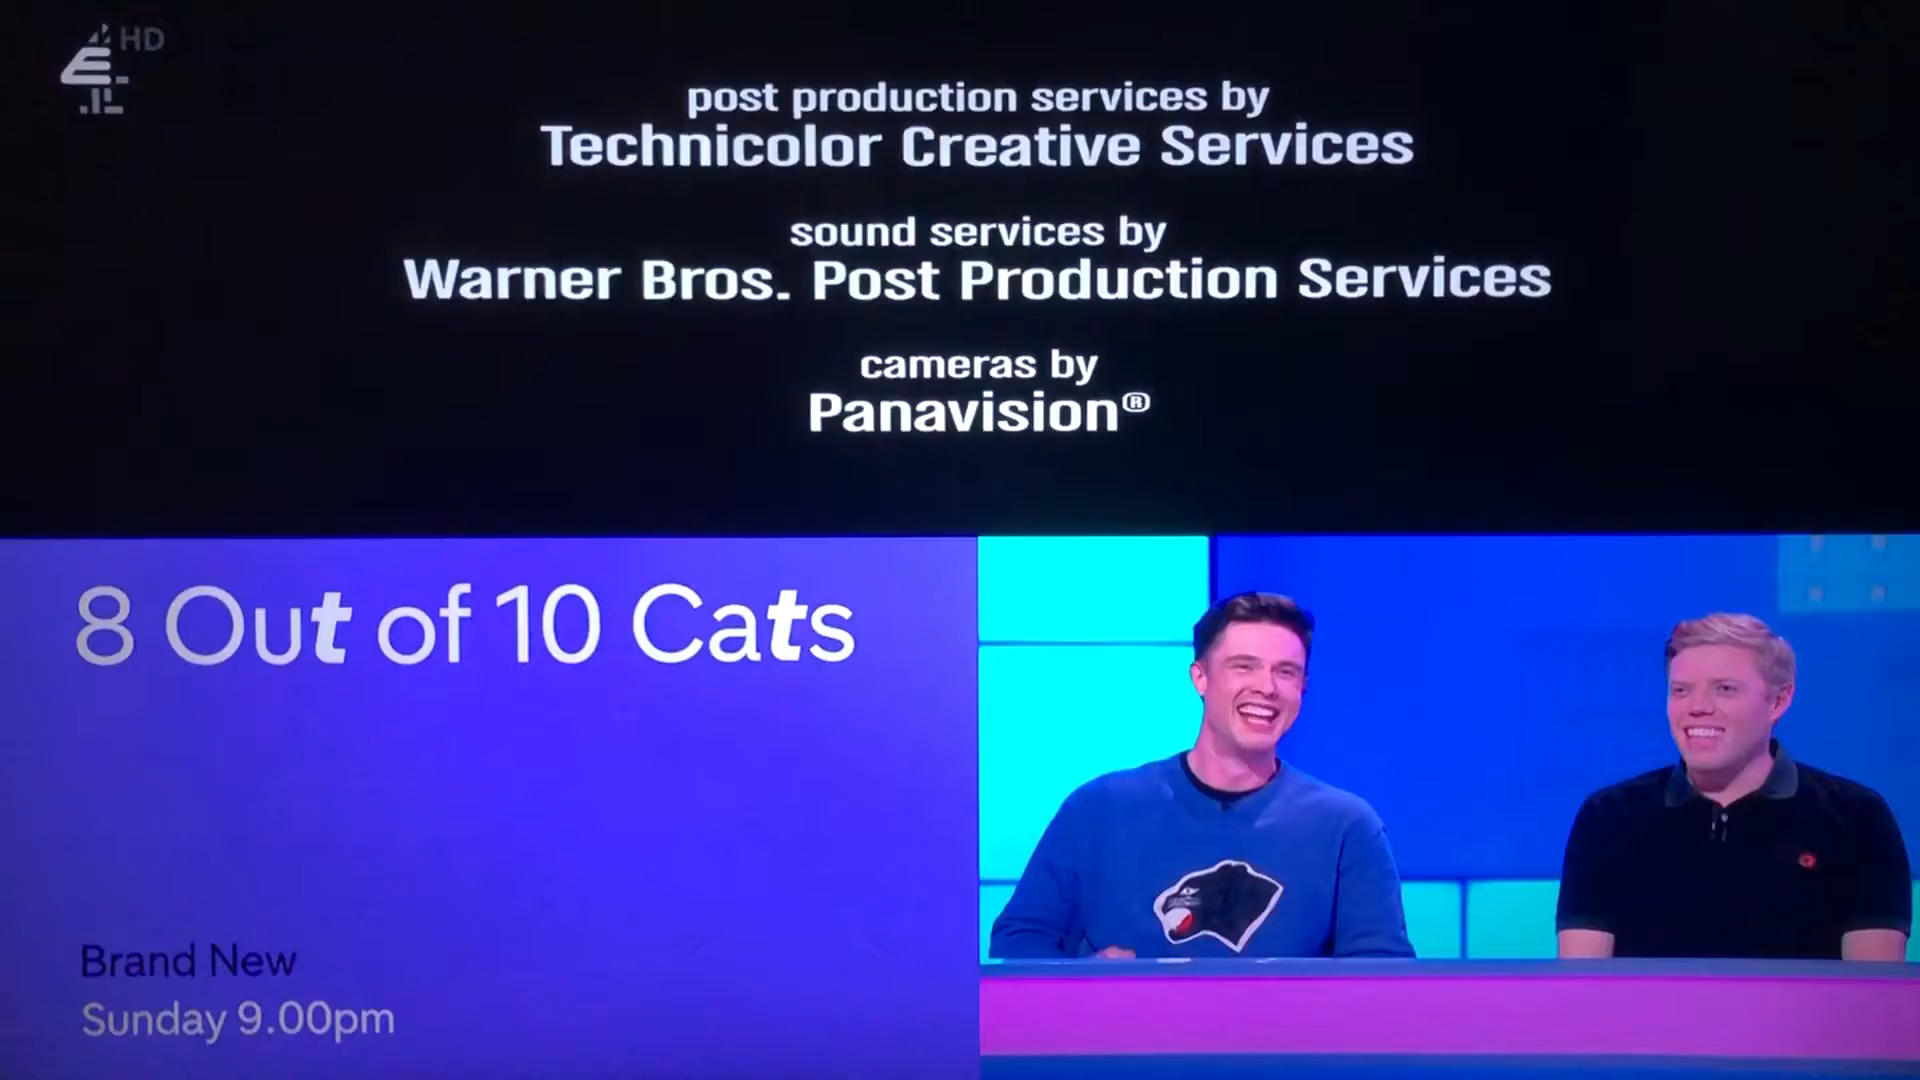 HD
post production services by
Technicolor Creative Services
sound services by
Warner Bros. Post Production Services
cameras by
Panavision®
8 Out of 10 Cats
Brand New
Sunday 9.00pm